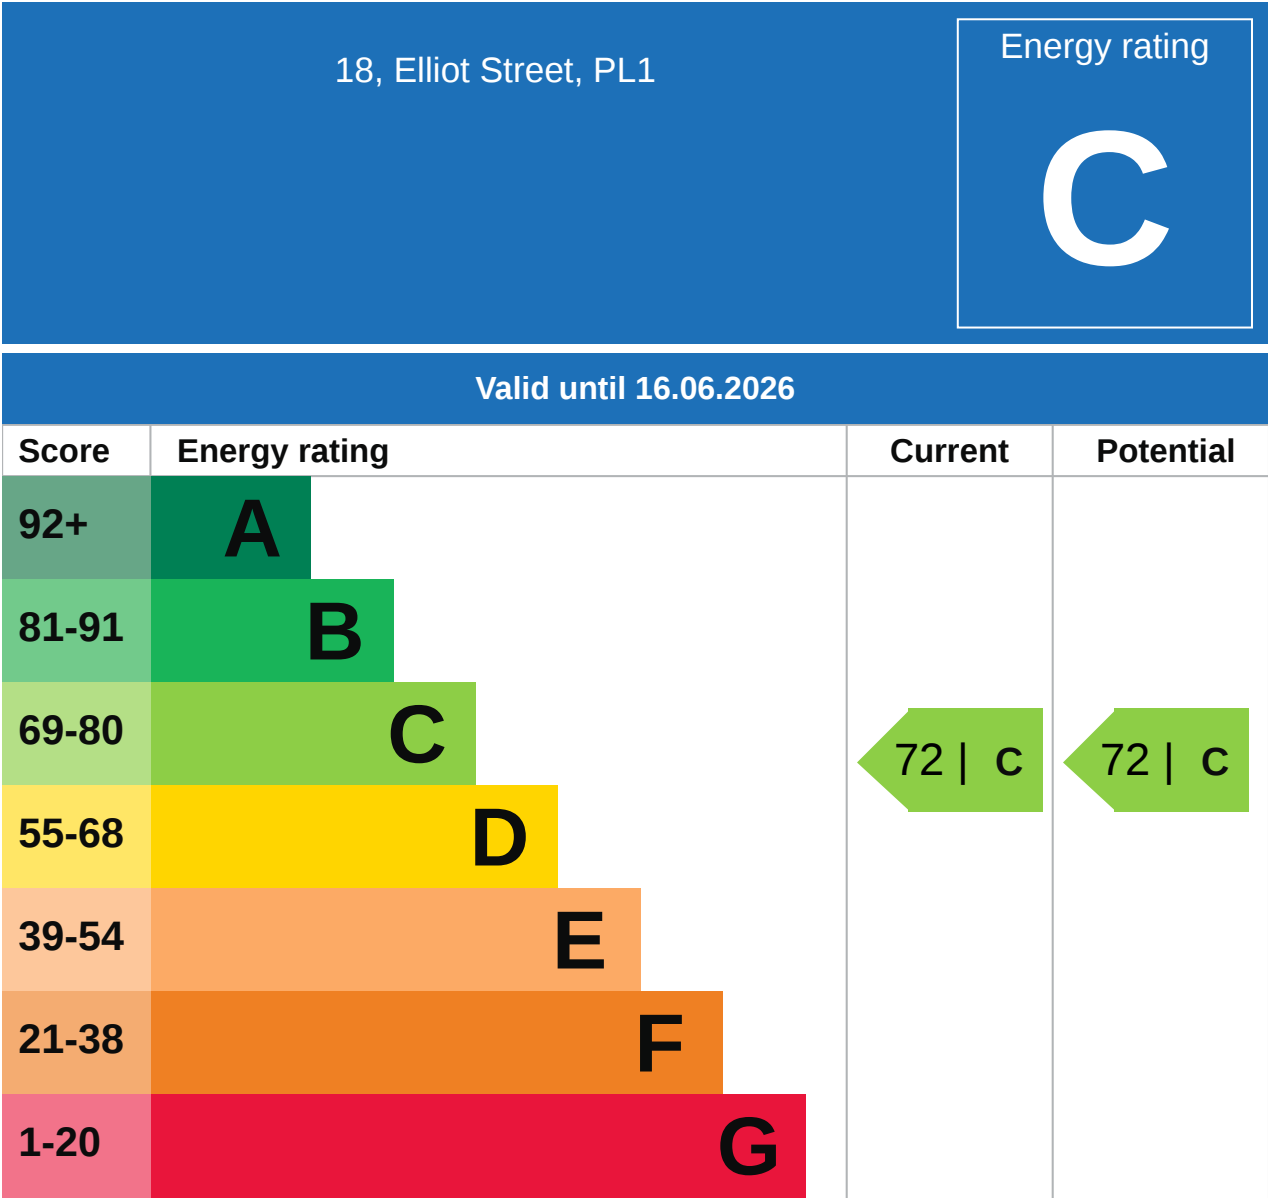 18, Elliot Street, PL1
Energy rating
C
Valid until 16.06.2026
Score Energy rating Current Potential
92+ A
81-91 B
69-80 C 72 | C 72 | C
55-68 D
39-54 E
21-38 F
1-20 G